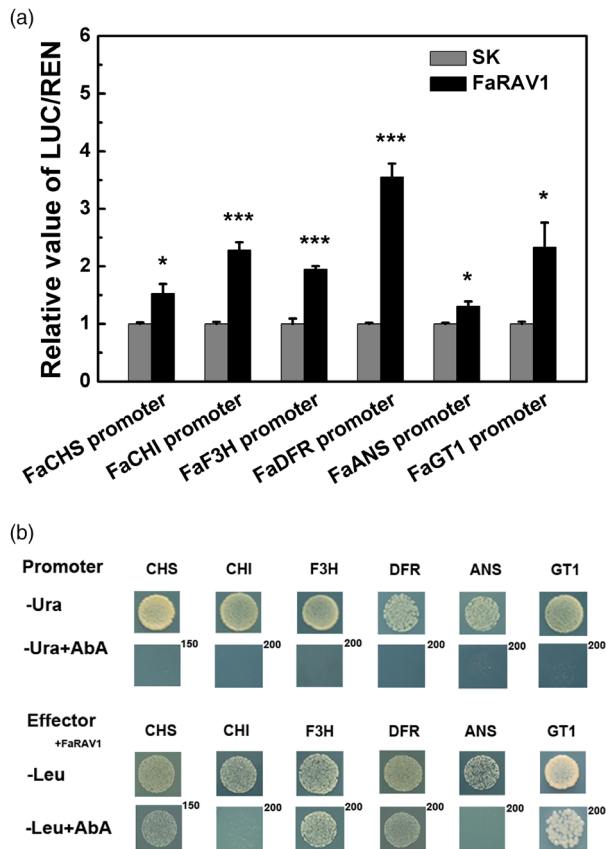 (a)
Relative value of LUC/REN
6
5
4
3
2
1
0
SK
FaRAV1
* *** *** *** * *
FaCHS promoter
FaCHI promoter
FaF3H promoter
FaDFR promoter
FaANS promoter
FaGT1 promoter
(b)
Promoter CHS CHI F3H DFR ANS GT1
-Ura
-Ura+AbA 150 200 200 200 200 200
Effector +FaRAV1 CHS CHI F3H DFR ANS GT1
-Leu
-Leu+AbA 150 200 200 200 200 200